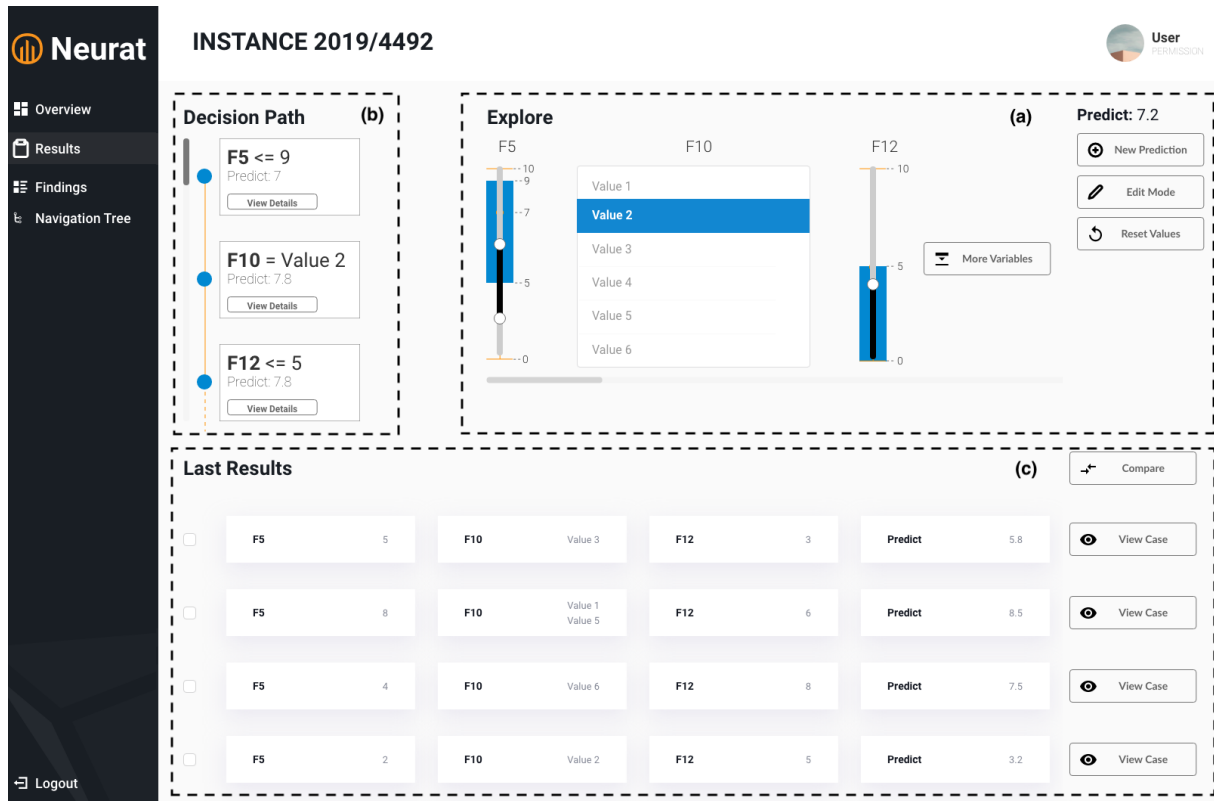 Neurat
INSTANCE 2019/4492
User
PERMISSION
Overview
Results
Findings
Navigation Tree
Logout
Decision Path
(b)
F5 <= 9
Predict: 7
View Details
F10 = Value 2
Predict: 7.8
View Details
F12 <= 5
Predict: 7.8
View Details
Explore
(a)
F5
10
9
7
5
0
F10
Value 1
Value 2
Value 3
Value 4
Value 5
Value 6
F12
10
5
0
More Variables
Predict: 7.2
New Prediction
Edit Mode
Reset Values
Last Results
(c)
Compare
F5 5 F10 Value 3 F12 3 Predict 5.8 View Case
F5 8 F10 Value 1 Value 5 F12 6 Predict 8.5 View Case
F5 4 F10 Value 6 F12 8 Predict 7.5 View Case
F5 2 F10 Value 2 F12 5 Predict 3.2 View Case